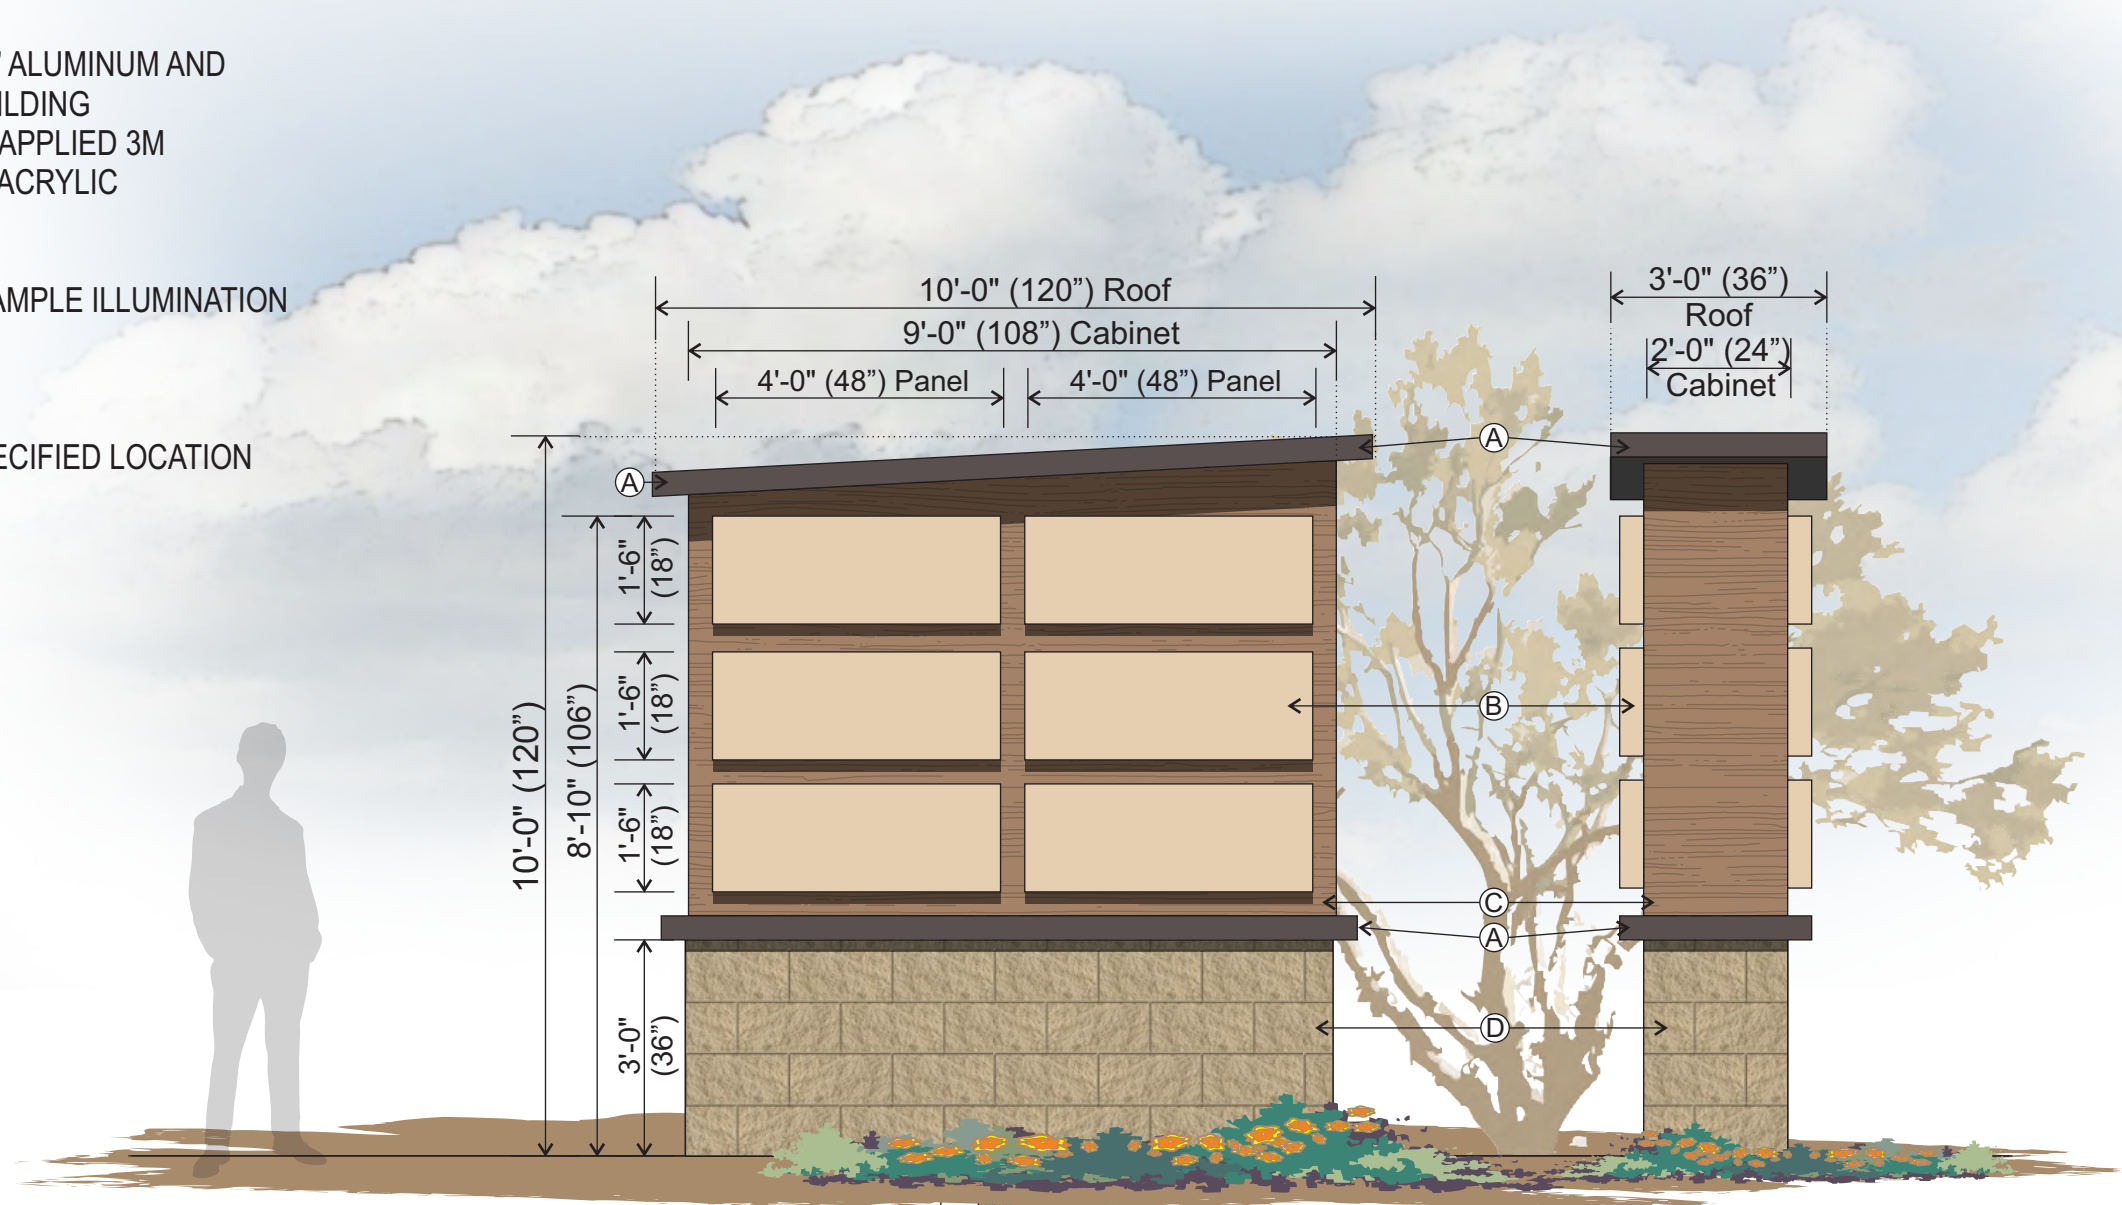 ALUMINUM AND
ILDING
APPLIED 3M
ACRYLIC
AMPLE ILLUMINATION
ECIFIED LOCATION
10'-0" (120”) Roof
9'-0" (108”) Cabinet
4'-0" (48”) Panel
4'-0" (48”) Panel
3'-0" (36”)
Roof
2'-0" (24”)
Cabinet
A
A
1'-6"
(18”)
1'-6"
(18”)
1'-6"
(18”)
10'-0" (120”)
8'-10" (106”)
3'-0"
(36”)
B
C
A
D